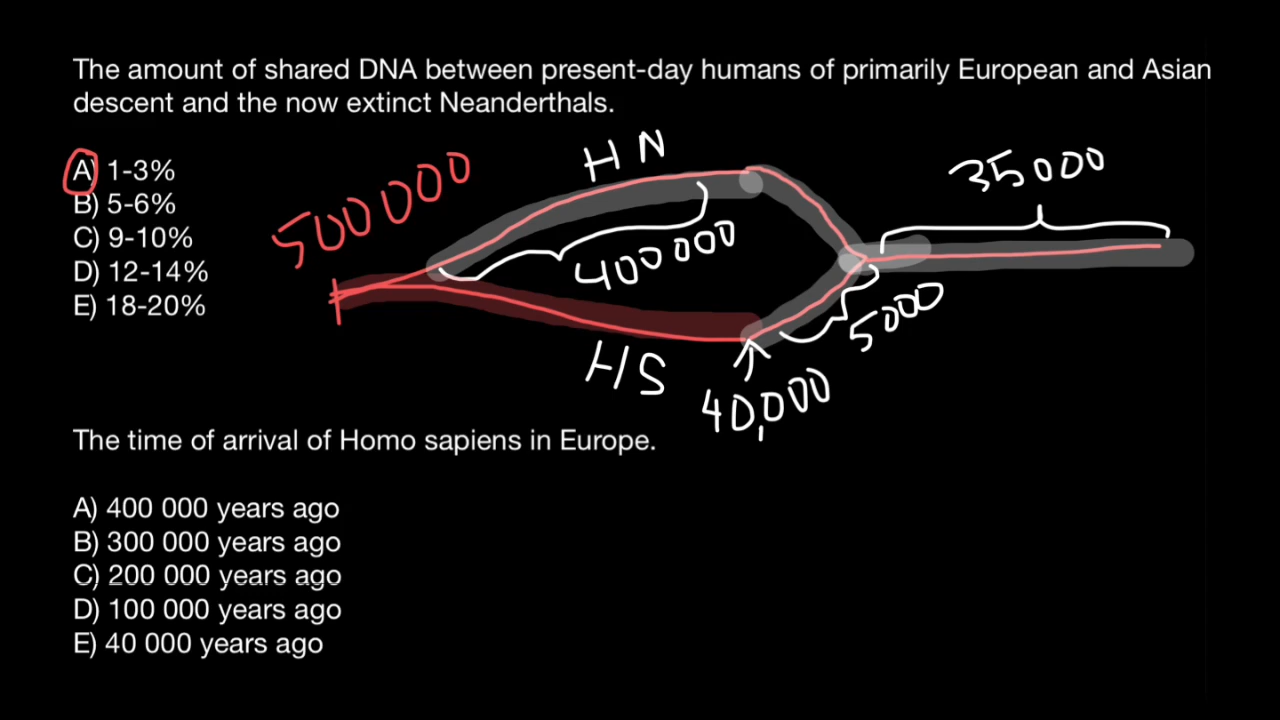 The amount of shared DNA between present-day humans of primarily European and Asian
descent and the now extinct Neanderthals.
A) 1-3%
B) 5-6%
C) 9-10%
D) 12-14%
E) 18-20%
500000
HN
400000
35000
HS
5000
40,000
The time of arrival of Homo sapiens in Europe.
A) 400 000 years ago
B) 300 000 years ago
C) 200 000 years ago
D) 100 000 years ago
E) 40 000 years ago